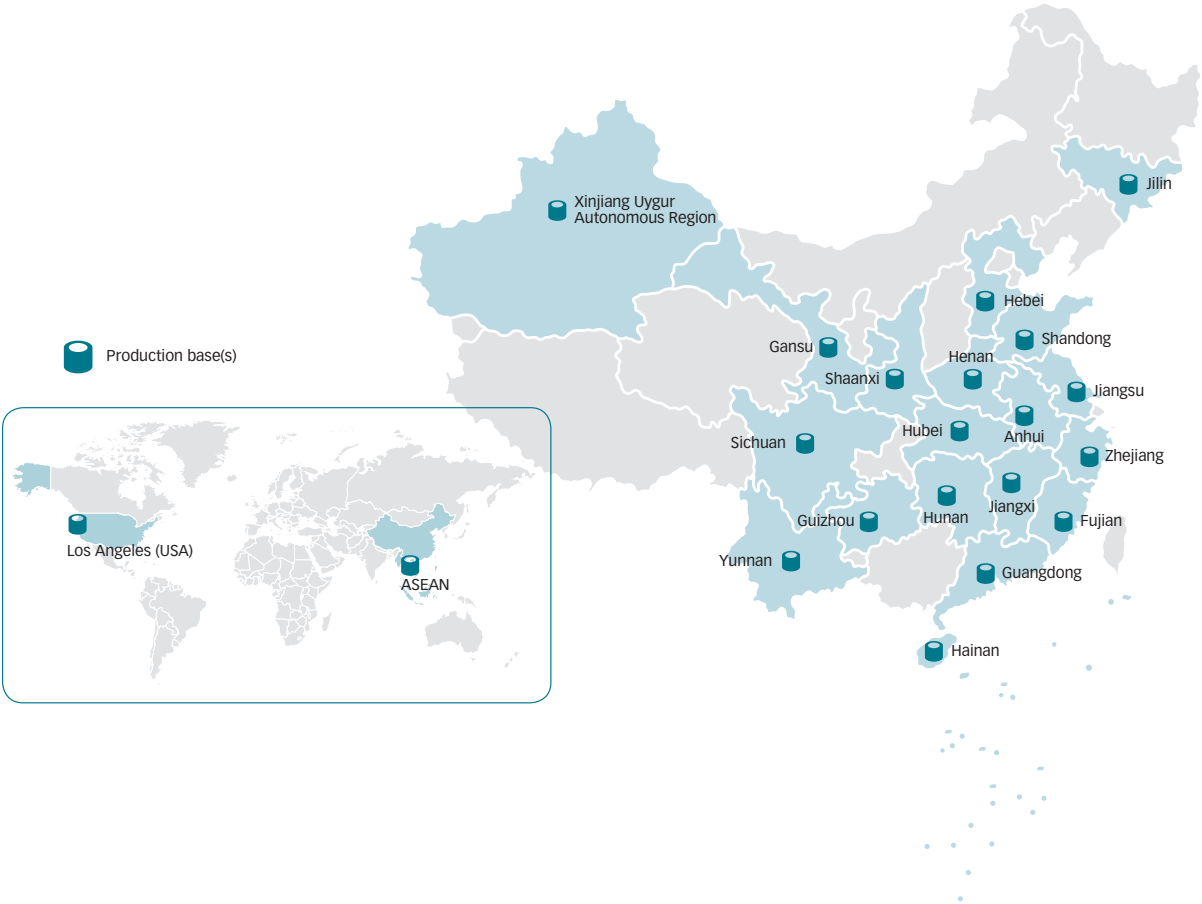 Jilin
Xinjiang Uygur
Autonomous Region
Hebei
Shandong
Gansu
Henan
Production base(s)
Shaanxi
Jiangsu
Hubei
Anhui
Sichuan
Zhejiang
Jiangxi
Guizhou
Hunan
Fujian
Los Angeles (USA)
Yunnan
Guangdong
ASEAN
Hainan